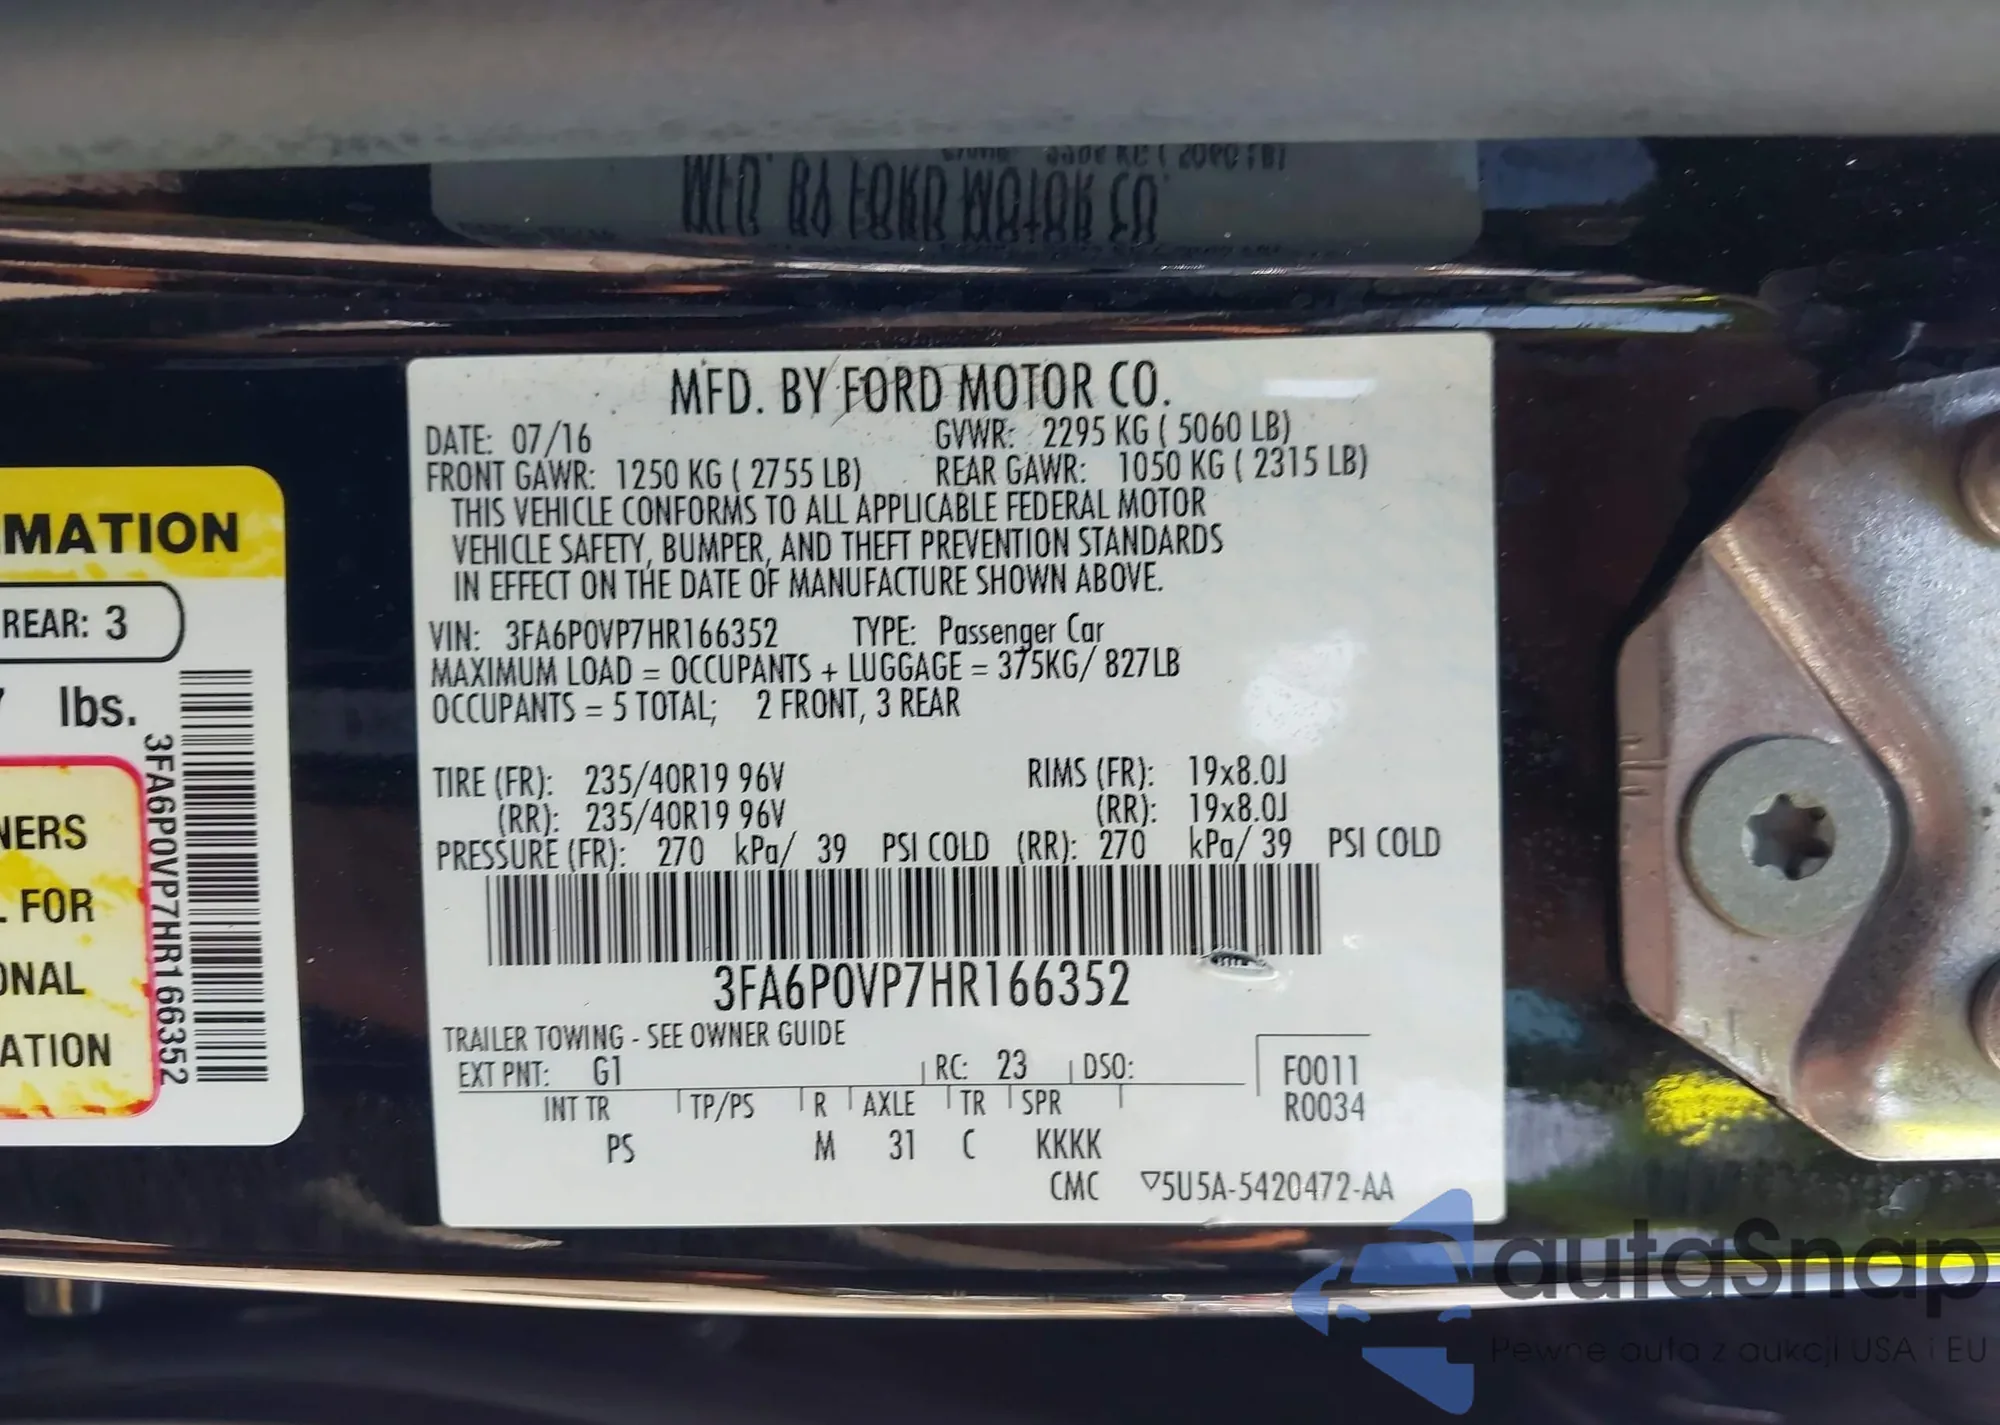 MATION
REAR: 3
lbs.
3FA6P0VP7HR166352
NERS
FOR
ONAL
ATION
MFD. BY FORD MOTOR CO.
DATE: 07/16 GVWR: 2295 KG ( 5060 LB)
FRONT GAWR: 1250 KG ( 2755 LB) REAR GAWR: 1050 KG ( 2315 LB)
THIS VEHICLE CONFORMS TO ALL APPLICABLE FEDERAL MOTOR
VEHICLE SAFETY, BUMPER, AND THEFT PREVENTION STANDARDS
IN EFFECT ON THE DATE OF MANUFACTURE SHOWN ABOVE.
VIN: 3FA6P0VP7HR166352 TYPE: Passenger Car
MAXIMUM LOAD = OCCUPANTS + LUGGAGE = 375KG/ 827LB
OCCUPANTS = 5 TOTAL; 2 FRONT, 3 REAR
TIRE (FR): 235/40R19 96V RIMS (FR): 19x8.0J
(RR): 235/40R19 96V (RR): 19x8.0J
PRESSURE (FR): 270 kPa/ 39 PSI COLD (RR): 270 kPa/ 39 PSI COLD
3FA6P0VP7HR166352
TRAILER TOWING - SEE OWNER GUIDE
EXT PNT: G1 RC: 23 DSO: F0011
INT TR TP/PS R AXLE TR SPR R0034
PS M 31 C KKKK
CMC ▽5U5A-5420472-AA
autaSnap
Pewne auta z aukcji USA i EU